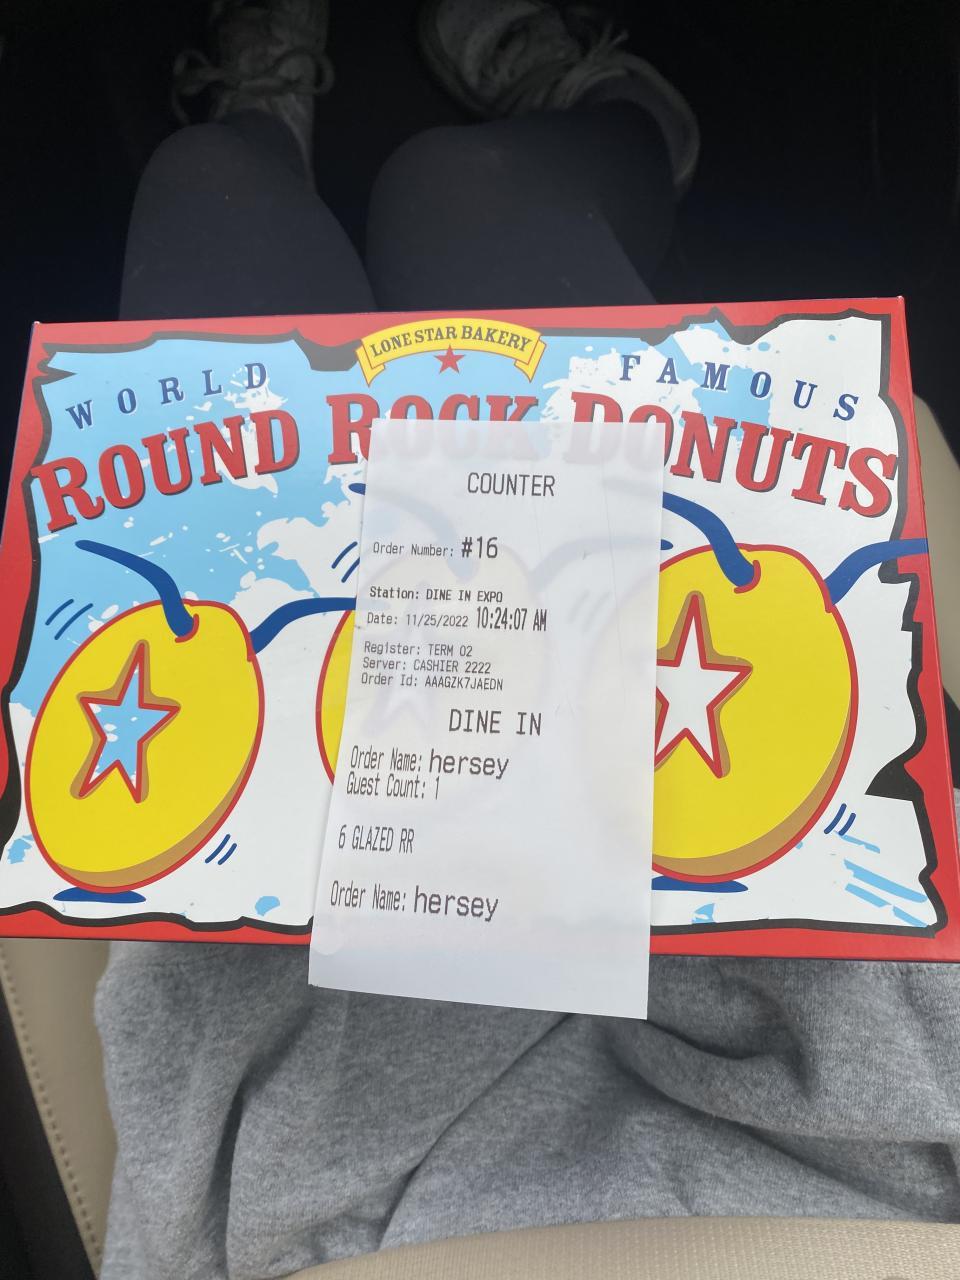 LONE STAR BAKERY
WORLD FAMOUS
ROUND ROCK DONUTS
COUNTER
Order Number: #16
Station: DINE IN EXPO
Date: 11/25/2022 10:24:07 AM
Register: TERM 02
Server: CASHIER 2222
Order Id: AAAGZK7JAEDN
DINE IN
Order Name: hersey
Guest Count: 1
6 GLAZED RR
Order Name: hersey